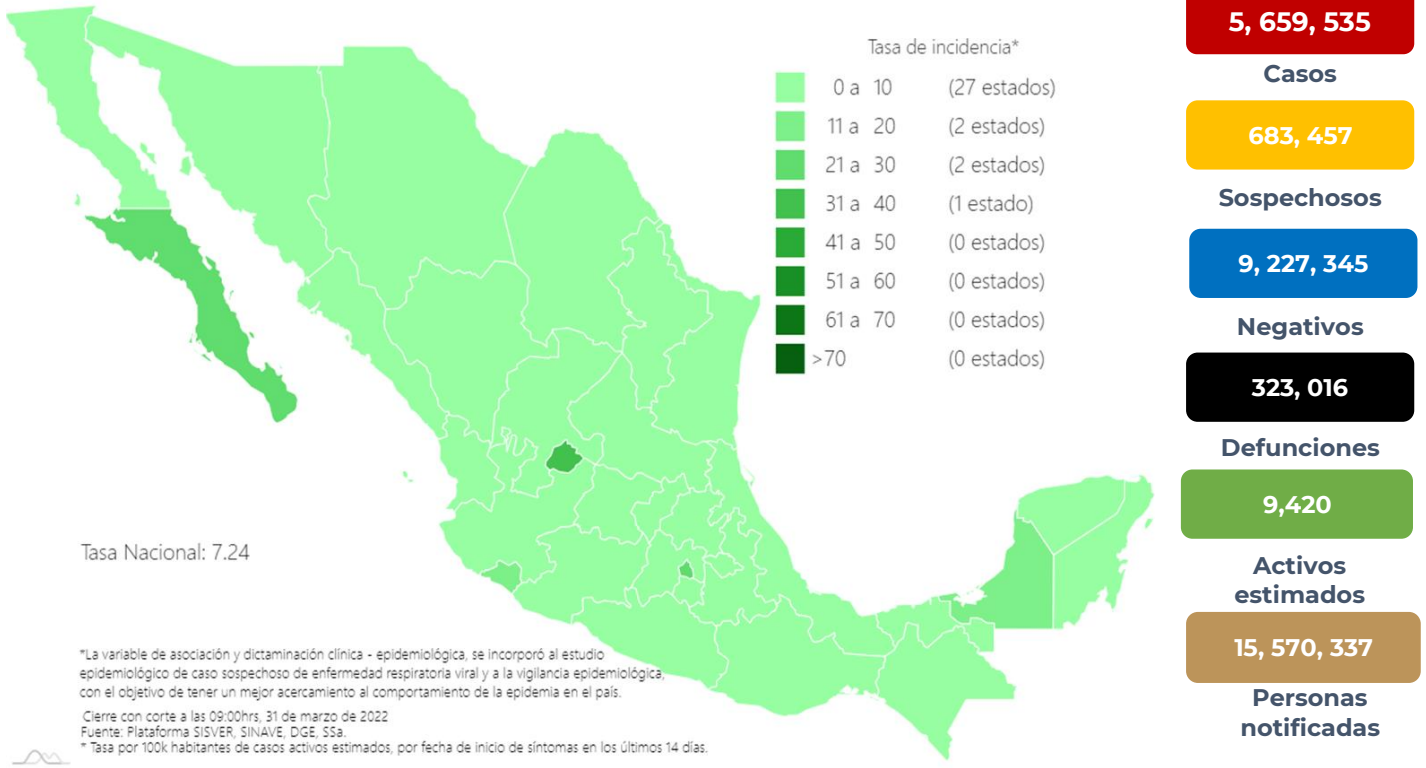 Tasa de incidencia*
0 a 10 (27 estados)
11 a 20 (2 estados)
21 a 30 (2 estados)
31 a 40 (1 estado)
41 a 50 (0 estados)
51 a 60 (0 estados)
61 a 70 (0 estados)
>70 (0 estados)
Tasa Nacional: 7.24
*La variable de asociación y dictaminación clínica - epidemiológica, se incorporó al estudio
epidemiológico de caso sospechoso de enfermedad respiratoria viral y a la vigilancia epidemiológica,
con el objetivo de tener un mejor acercamiento al comportamiento de la epidemia en el país.
Cierre con corte a las 09:00hrs, 31 de marzo de 2022
Fuente: Plataforma SISVER, SINAVE, DGE, SSa.
* Tasa por 100k habitantes de casos activos estimados, por fecha de inicio de síntomas en los últimos 14 días.
5, 659, 535
Casos
683, 457
Sospechosos
9, 227, 345
Negativos
323, 016
Defunciones
9,420
Activos
estimados
15, 570, 337
Personas
notificadas